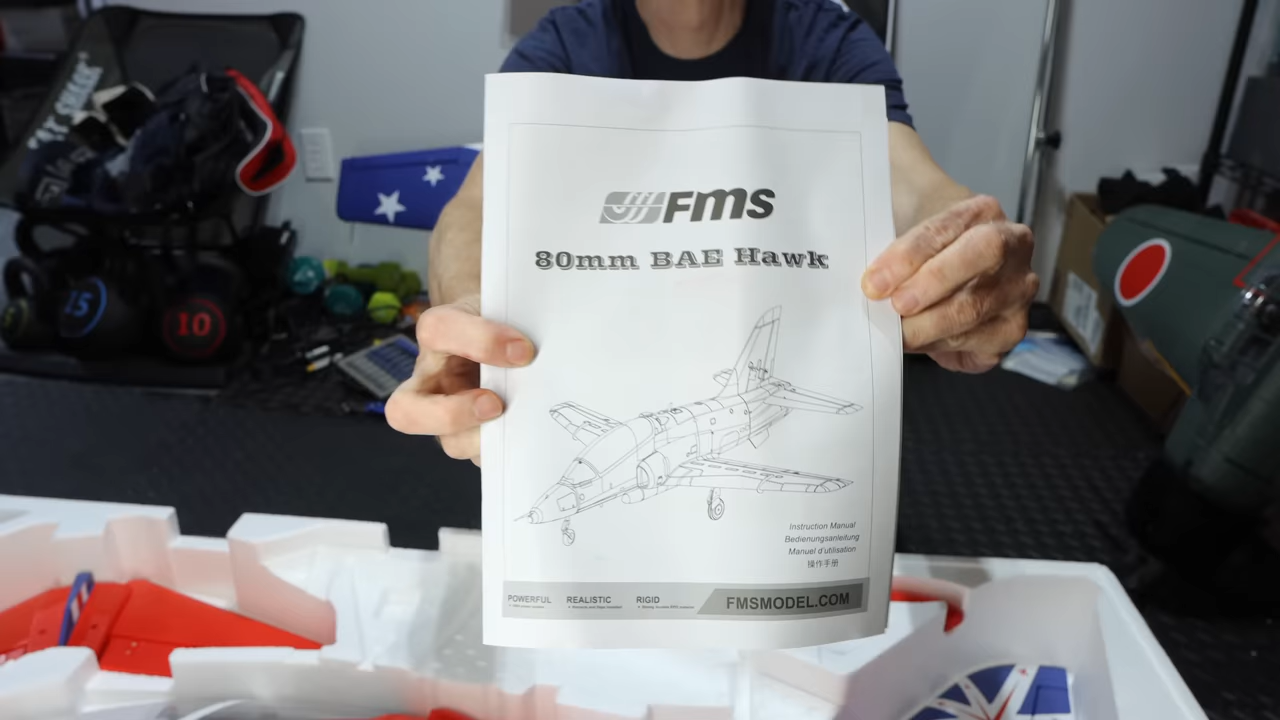 FMS
80mm BAE Hawk
Instruction Manual
Bedienungsanleitung
Manuel d'utilisation
操作手册
POWERFUL REALISTIC RIGID
FMSMODEL.COM
15
10